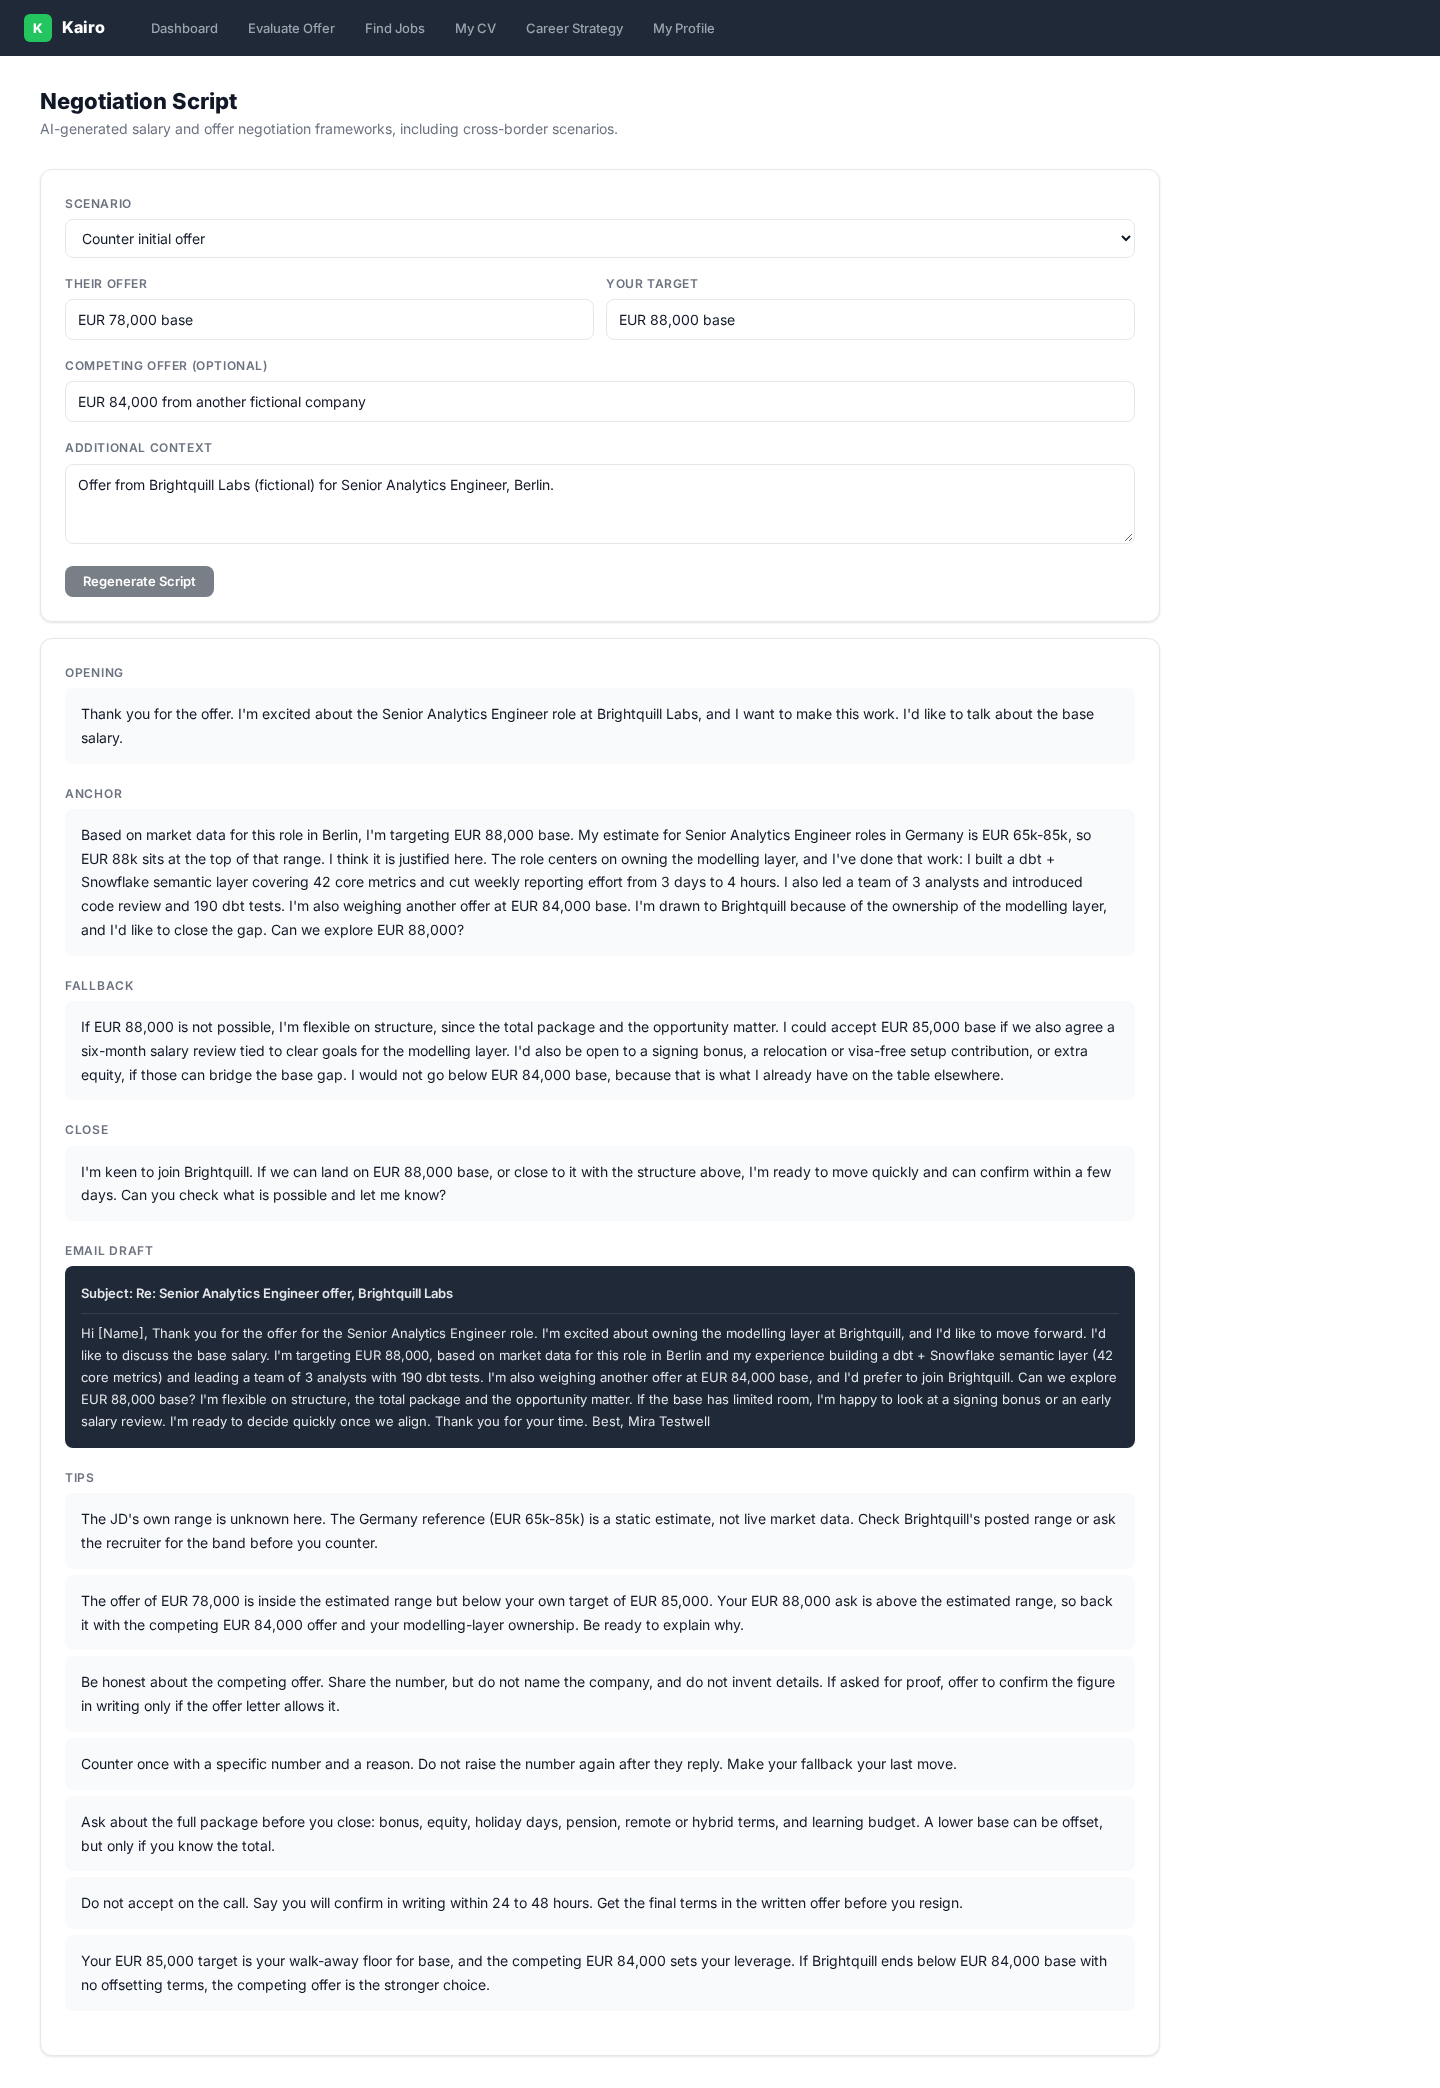 K Kairo Dashboard Evaluate Offer Find Jobs My CV Career Strategy My Profile
Negotiation Script
AI-generated salary and offer negotiation frameworks, including cross-border scenarios.
SCENARIO
Counter initial offer
THEIR OFFER YOUR TARGET
EUR 78,000 base EUR 88,000 base
COMPETING OFFER (OPTIONAL)
EUR 84,000 from another fictional company
ADDITIONAL CONTEXT
Offer from Brightquill Labs (fictional) for Senior Analytics Engineer, Berlin.
Regenerate Script
OPENING
Thank you for the offer. I'm excited about the Senior Analytics Engineer role at Brightquill Labs, and I want to make this work. I'd like to talk about the base
salary.
ANCHOR
Based on market data for this role in Berlin, I'm targeting EUR 88,000 base. My estimate for Senior Analytics Engineer roles in Germany is EUR 65k-85k, so
EUR 88k sits at the top of that range. I think it is justified here. The role centers on owning the modelling layer, and I've done that work: I built a dbt +
Snowflake semantic layer covering 42 core metrics and cut weekly reporting effort from 3 days to 4 hours. I also led a team of 3 analysts and introduced
code review and 190 dbt tests. I'm also weighing another offer at EUR 84,000 base. I'm drawn to Brightquill because of the ownership of the modelling layer,
and I'd like to close the gap. Can we explore EUR 88,000?
FALLBACK
If EUR 88,000 is not possible, I'm flexible on structure, since the total package and the opportunity matter. I could accept EUR 85,000 base if we also agree a
six-month salary review tied to clear goals for the modelling layer. I'd also be open to a signing bonus, a relocation or visa-free setup contribution, or extra
equity, if those can bridge the base gap. I would not go below EUR 84,000 base, because that is what I already have on the table elsewhere.
CLOSE
I'm keen to join Brightquill. If we can land on EUR 88,000 base, or close to it with the structure above, I'm ready to move quickly and can confirm within a few
days. Can you check what is possible and let me know?
EMAIL DRAFT
Subject: Re: Senior Analytics Engineer offer, Brightquill Labs
Hi [Name], Thank you for the offer for the Senior Analytics Engineer role. I'm excited about owning the modelling layer at Brightquill, and I'd like to move forward. I'd
like to discuss the base salary. I'm targeting EUR 88,000, based on market data for this role in Berlin and my experience building a dbt + Snowflake semantic layer (42
core metrics) and leading a team of 3 analysts with 190 dbt tests. I'm also weighing another offer at EUR 84,000 base, and I'd prefer to join Brightquill. Can we explore
EUR 88,000 base? I'm flexible on structure, the total package and the opportunity matter. If the base has limited room, I'm happy to look at a signing bonus or an early
salary review. I'm ready to decide quickly once we align. Thank you for your time. Best, Mira Testwell
TIPS
The JD's own range is unknown here. The Germany reference (EUR 65k-85k) is a static estimate, not live market data. Check Brightquill's posted range or ask
the recruiter for the band before you counter.
The offer of EUR 78,000 is inside the estimated range but below your own target of EUR 85,000. Your EUR 88,000 ask is above the estimated range, so back
it with the competing EUR 84,000 offer and your modelling-layer ownership. Be ready to explain why.
Be honest about the competing offer. Share the number, but do not name the company, and do not invent details. If asked for proof, offer to confirm the figure
in writing only if the offer letter allows it.
Counter once with a specific number and a reason. Do not raise the number again after they reply. Make your fallback your last move.
Ask about the full package before you close: bonus, equity, holiday days, pension, remote or hybrid terms, and learning budget. A lower base can be offset,
but only if you know the total.
Do not accept on the call. Say you will confirm in writing within 24 to 48 hours. Get the final terms in the written offer before you resign.
Your EUR 85,000 target is your walk-away floor for base, and the competing EUR 84,000 sets your leverage. If Brightquill ends below EUR 84,000 base with
no offsetting terms, the competing offer is the stronger choice.